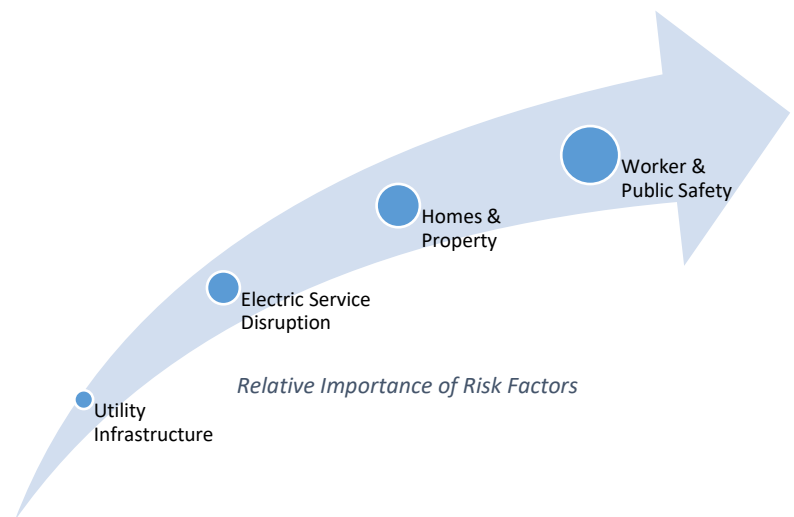 Worker &
Public Safety
Homes &
Property
Electric Service
Disruption
Relative Importance of Risk Factors
Utility
Infrastructure